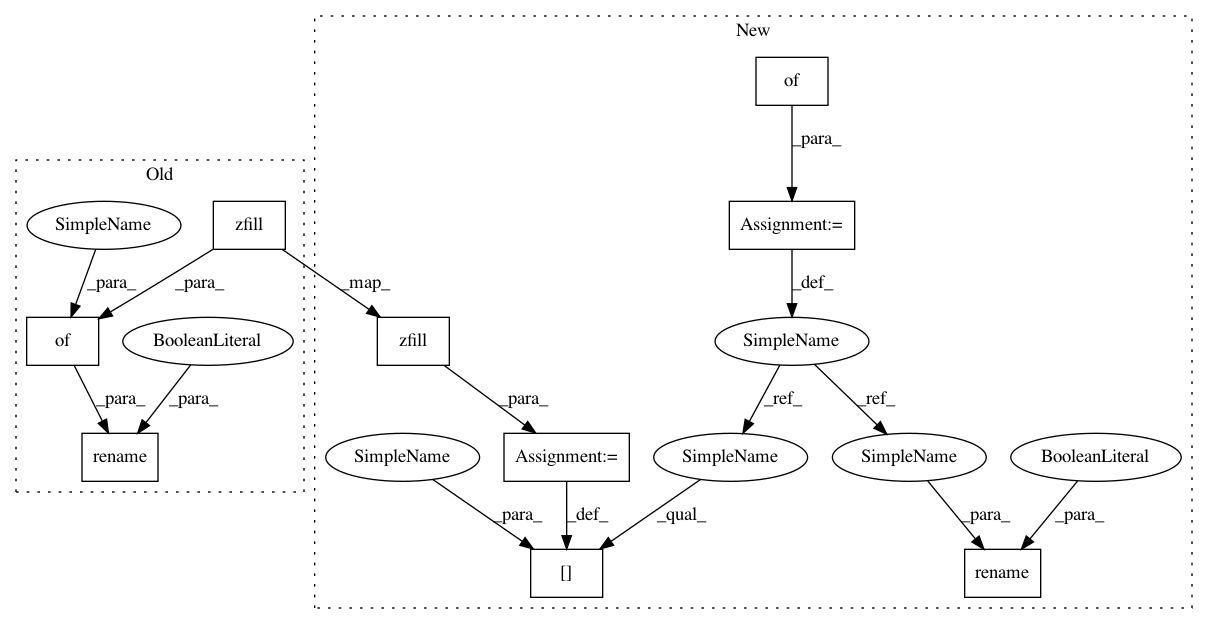 New
of
_para_
Old
SimpleName
zfill
Assignment:=
_para_
_para_
_map_
_def_
of
BooleanLiteral
zfill
SimpleName
_para_
_para_
_para_
_ref_
_ref_
rename
SimpleName
Assignment:=
SimpleName
SimpleName
BooleanLiteral
_para_
_def_
_qual_
_para_
_para_
[]
rename